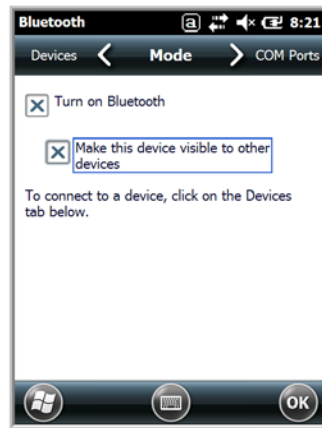 Bluetooth a 8:21
Devices Mode COM Ports
Turn on Bluetooth
Make this device visible to other
devices
To connect to a device, click on the Devices
tab below.
OK